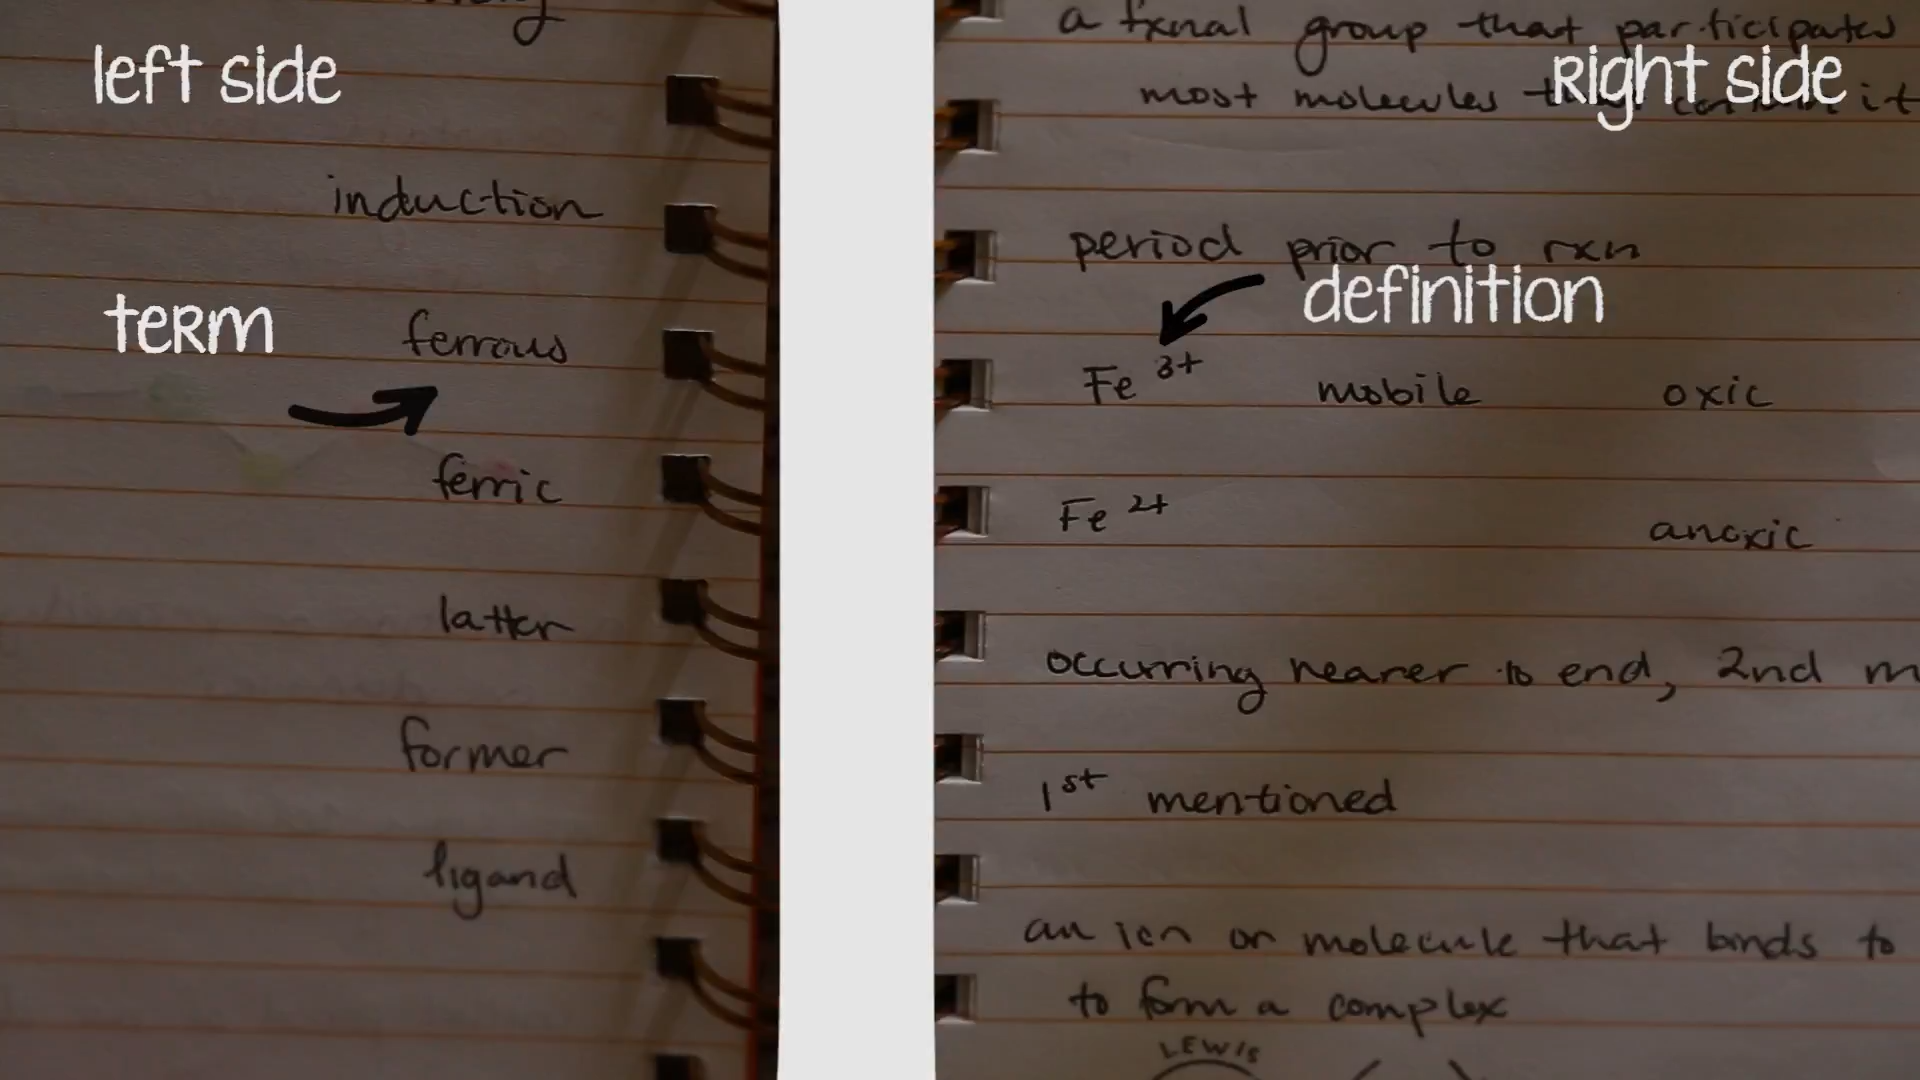 left side
induction
term
ferrous
ferric
latter
former
ligand
a fxnal group that participates
Right side
most molecules it
period prior to rxn
definition
Fe 3+ mobile oxic
Fe 2+ anoxic
occurring nearer to end, 2nd m
1st mentioned
an ion or molecule that binds to
to form a complex
LEWIS